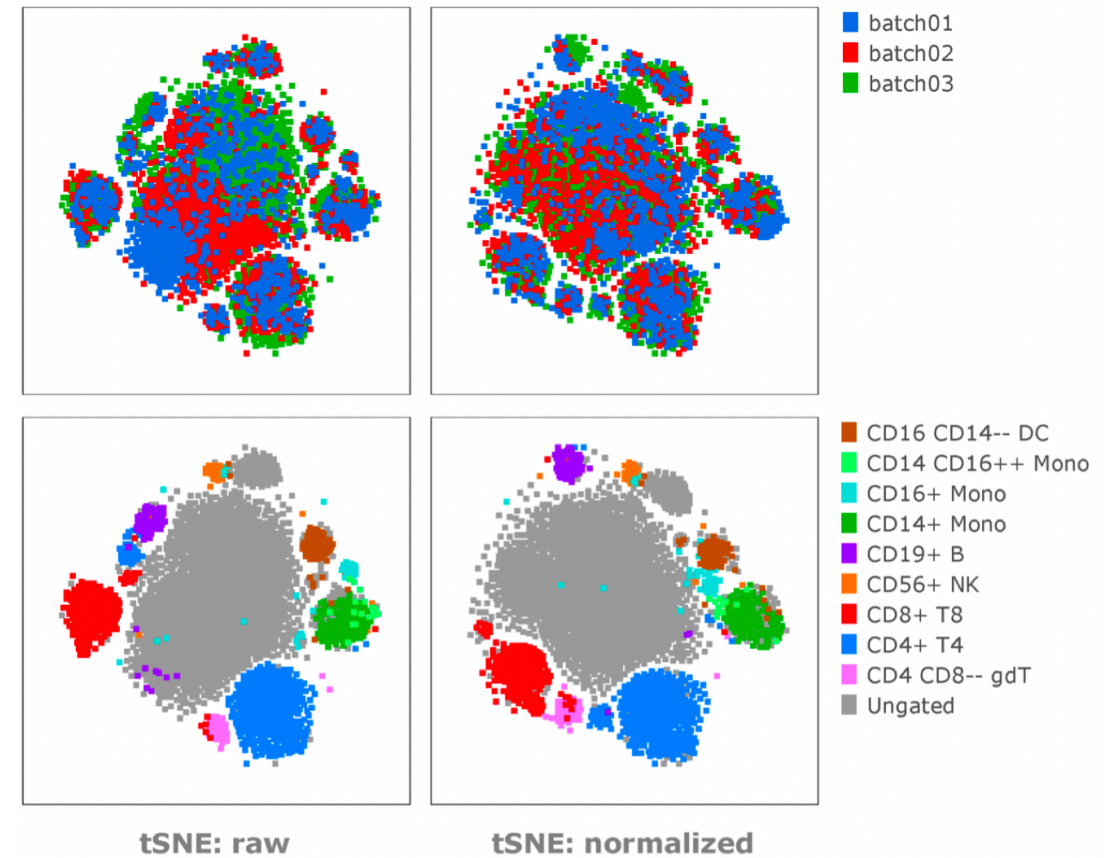 batch01
batch02
batch03
CD16 CD14-- DC
CD14 CD16++ Mono
CD16+ Mono
CD14+ Mono
CD19+ B
CD56+ NK
CD8+ T8
CD4+ T4
CD4 CD8-- gdT
Ungated
tSNE: raw
tSNE: normalized